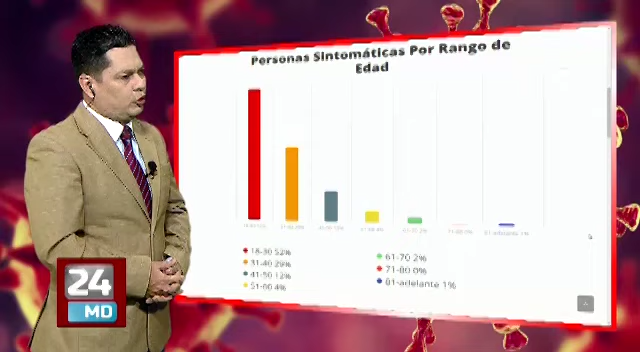 Personas Sintomáticas Por Rango de
Edad
18-30 52%
31-40 29%
41-50 12%
51-60 4%
61-70 2%
71-80 0%
81-adelante 1%
24
MD